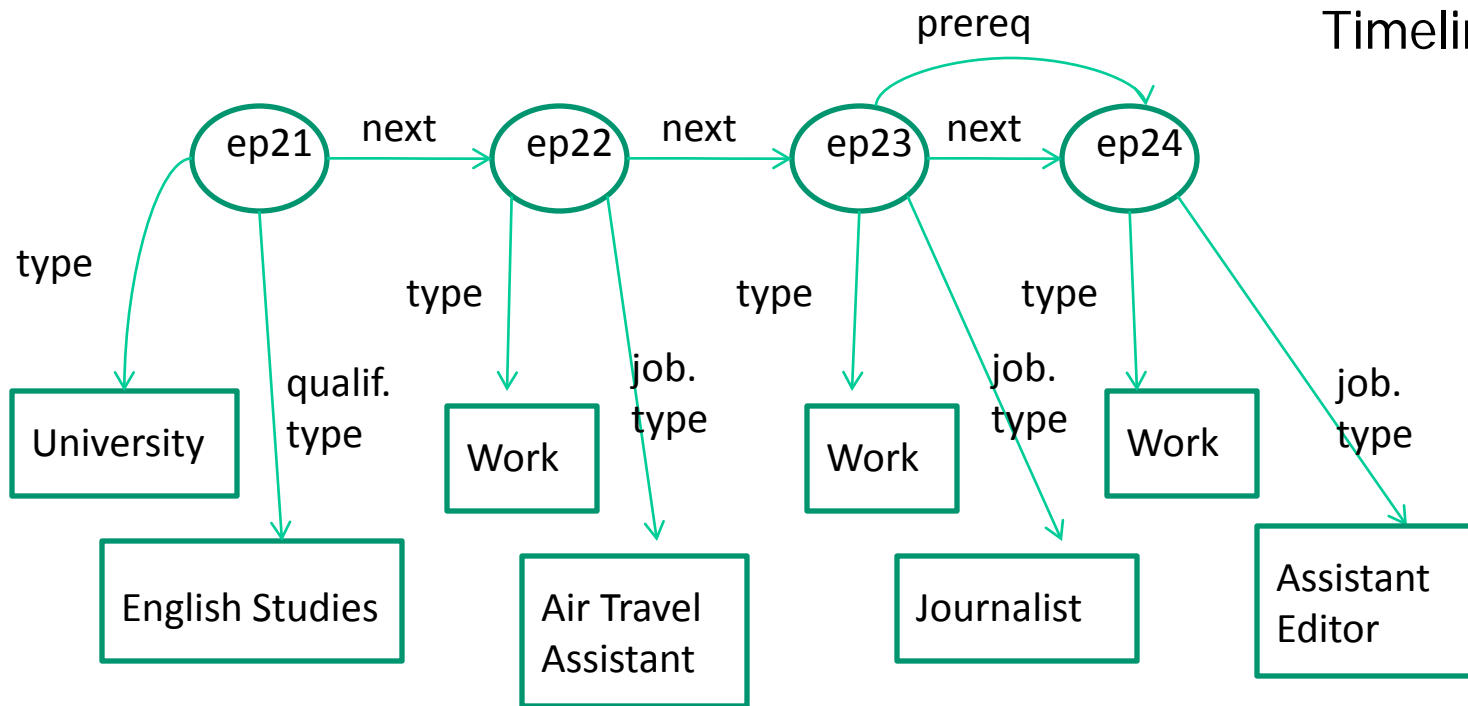 prereq
Timelin
ep21
next
ep22
next
ep23
next
ep24
type
type
type
type
qualif.
type
job.
type
job.
type
job.
type
University
Work
Work
Work
English Studies
Air Travel
Assistant
Journalist
Assistant
Editor